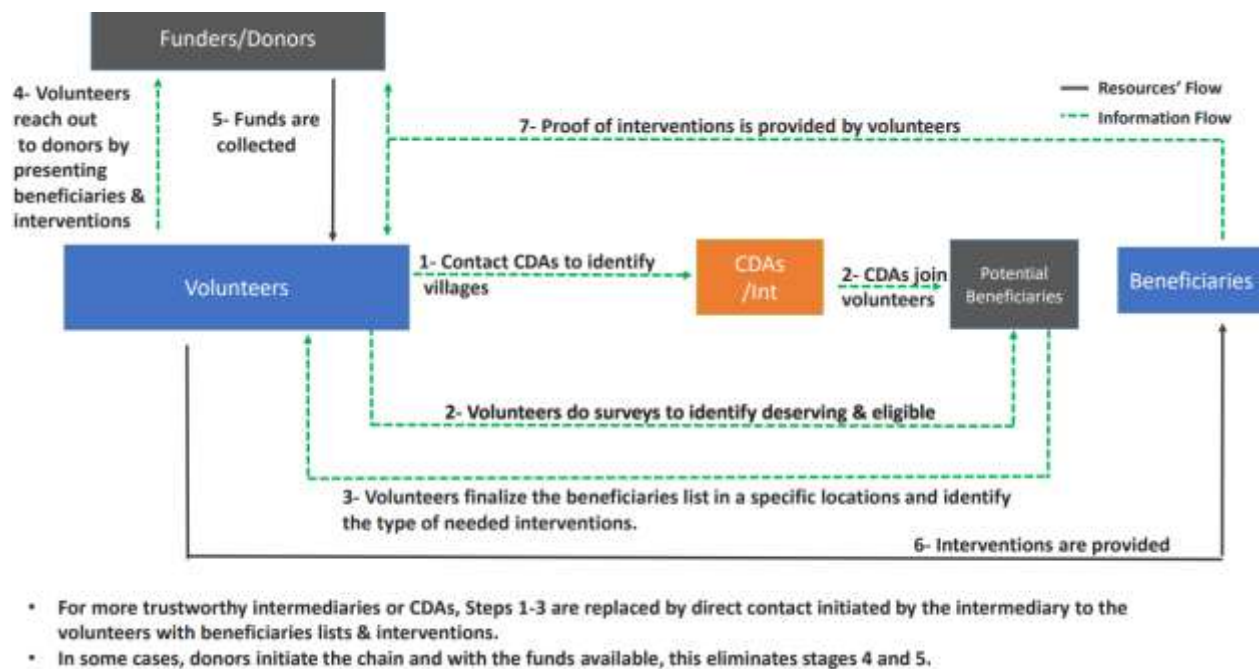 Funders/Donors
4- Volunteers
reach out
to donors by
presenting
beneficiaries &
interventions
5- Funds are
collected
7- Proof of interventions is provided by volunteers
Resources' Flow
Information Flow
Volunteers
1- Contact CDAs to identify
villages
CDAs
/Int
2- CDAs join
volunteers
Potential
Beneficiaries
Beneficiaries
2- Volunteers do surveys to identify deserving & eligible
3- Volunteers finalize the beneficiaries list in a specific locations and identify
the type of needed interventions.
6- Interventions are provided
• For more trustworthy intermediaries or CDAs, Steps 1-3 are replaced by direct contact initiated by the intermediary to the
volunteers with beneficiaries lists & interventions.
• In some cases, donors initiate the chain and with the funds available, this eliminates stages 4 and 5.